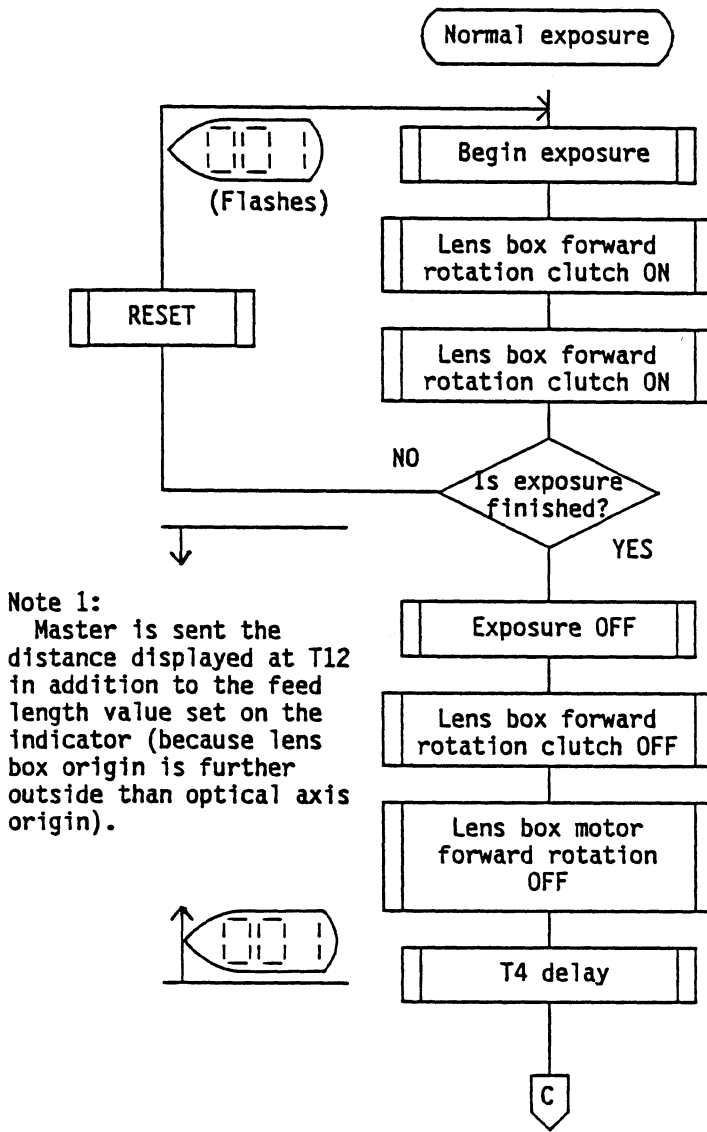 Normal exposure
(Flashes)
Begin exposure
Lens box forward
rotation clutch ON
RESET
Lens box forward
rotation clutch ON
NO
Is exposure
finished?
YES
Note 1:
Master is sent the
distance displayed at T12
in addition to the feed
length value set on the
indicator (because lens
box origin is further
outside than optical axis
origin).
Exposure OFF
Lens box forward
rotation clutch OFF
Lens box motor
forward rotation
OFF
T4 delay
C